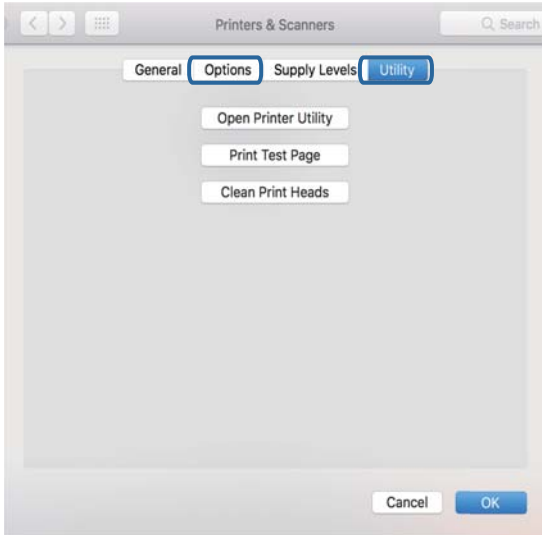 Printers & Scanners Search
General Options Supply Levels Utility
Open Printer Utility
Print Test Page
Clean Print Heads
Cancel OK